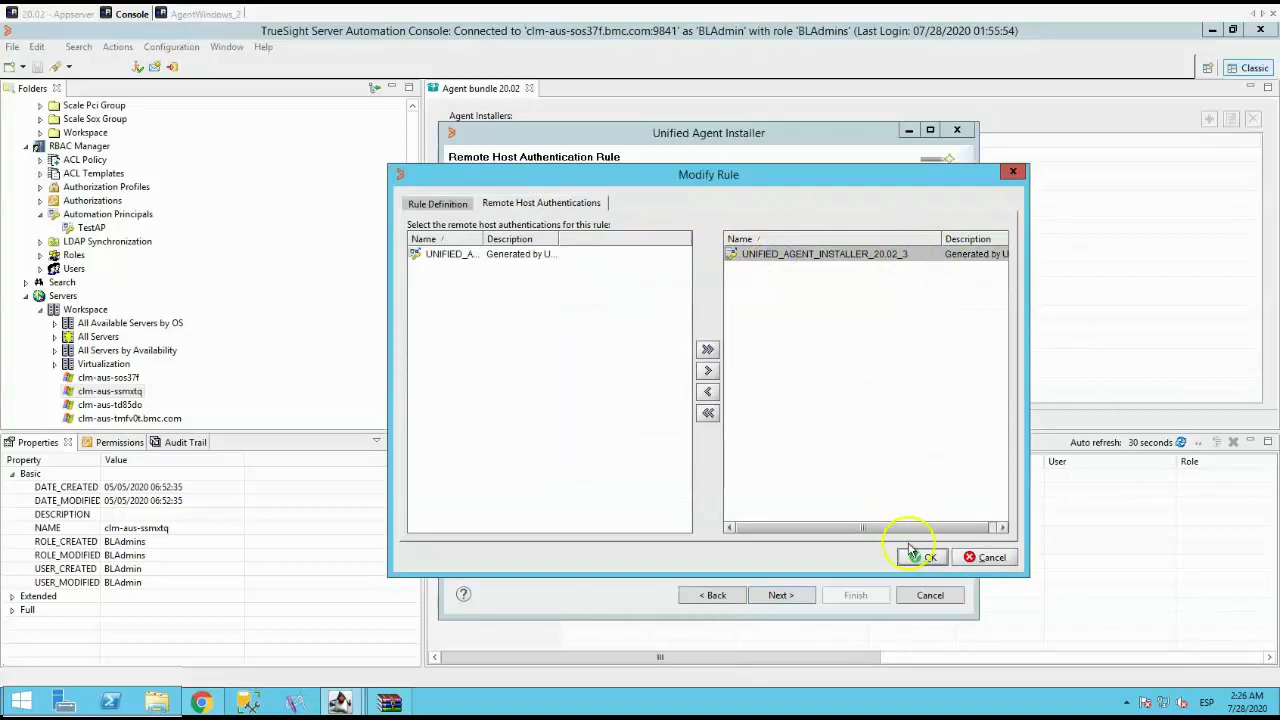 20.02 - Appserver
Console
AgentWindows_2
TrueSight Server Automation Console: Connected to 'clm-aus-sos37f.bmc.com:9841' as 'BLAdmin' with role 'BLAdmins' (Last Login: 07/28/2020 01:55:54)
File Edit Search Actions Configuration Window Help
Classic
Folders
Agent bundle 20.02
Scale Pci Group
Scale Sox Group
Workspace
RBAC Manager
ACL Policy
ACL Templates
Authorization Profiles
Authorizations
Automation Principals
TestAP
LDAP Synchronization
Roles
Users
Search
Servers
Workspace
All Available Servers by OS
All Servers
All Servers by Availability
Virtualization
clm-aus-sos37f
clm-aus-ssmxtq
clm-aus-td85do
clm-aus-tmfv0t.bmc.com
Agent Installers:
Unified Agent Installer
Remote Host Authentication Rule
Modify Rule
Rule Definition Remote Host Authentications
Select the remote host authentications for this rule:
Name Description
UNIFIED_A... Generated by U...
Name Description
UNIFIED_AGENT_INSTALLER_20.02_3 Generated by U
OK Cancel
? < Back Next > Finish Cancel
Properties Permissions Audit Trail
Property Value
Basic
DATE_CREATED 05/05/2020 06:52:35
DATE_MODIFIED 05/05/2020 06:52:35
DESCRIPTION
NAME clm-aus-ssmxtq
ROLE_CREATED BLAdmins
ROLE_MODIFIED BLAdmins
USER_CREATED BLAdmin
USER_MODIFIED BLAdmin
Extended
Full
Auto refresh: 30 seconds
User Role
ESP
2:26 AM
7/28/2020